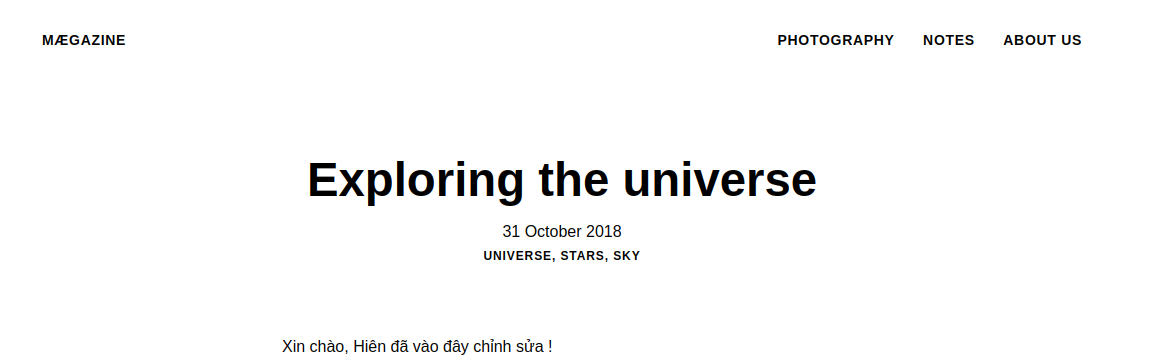 MÆGAZINE PHOTOGRAPHY NOTES ABOUT US
Exploring the universe
31 October 2018
UNIVERSE, STARS, SKY
Xin chào, Hiên đã vào đây chỉnh sửa !